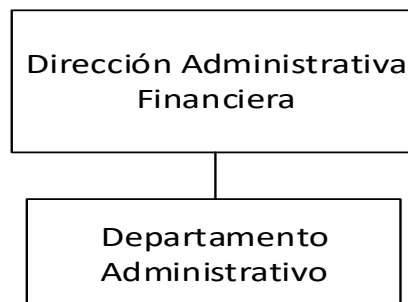 Dirección Administrativa
Financiera
Departamento
Administrativo